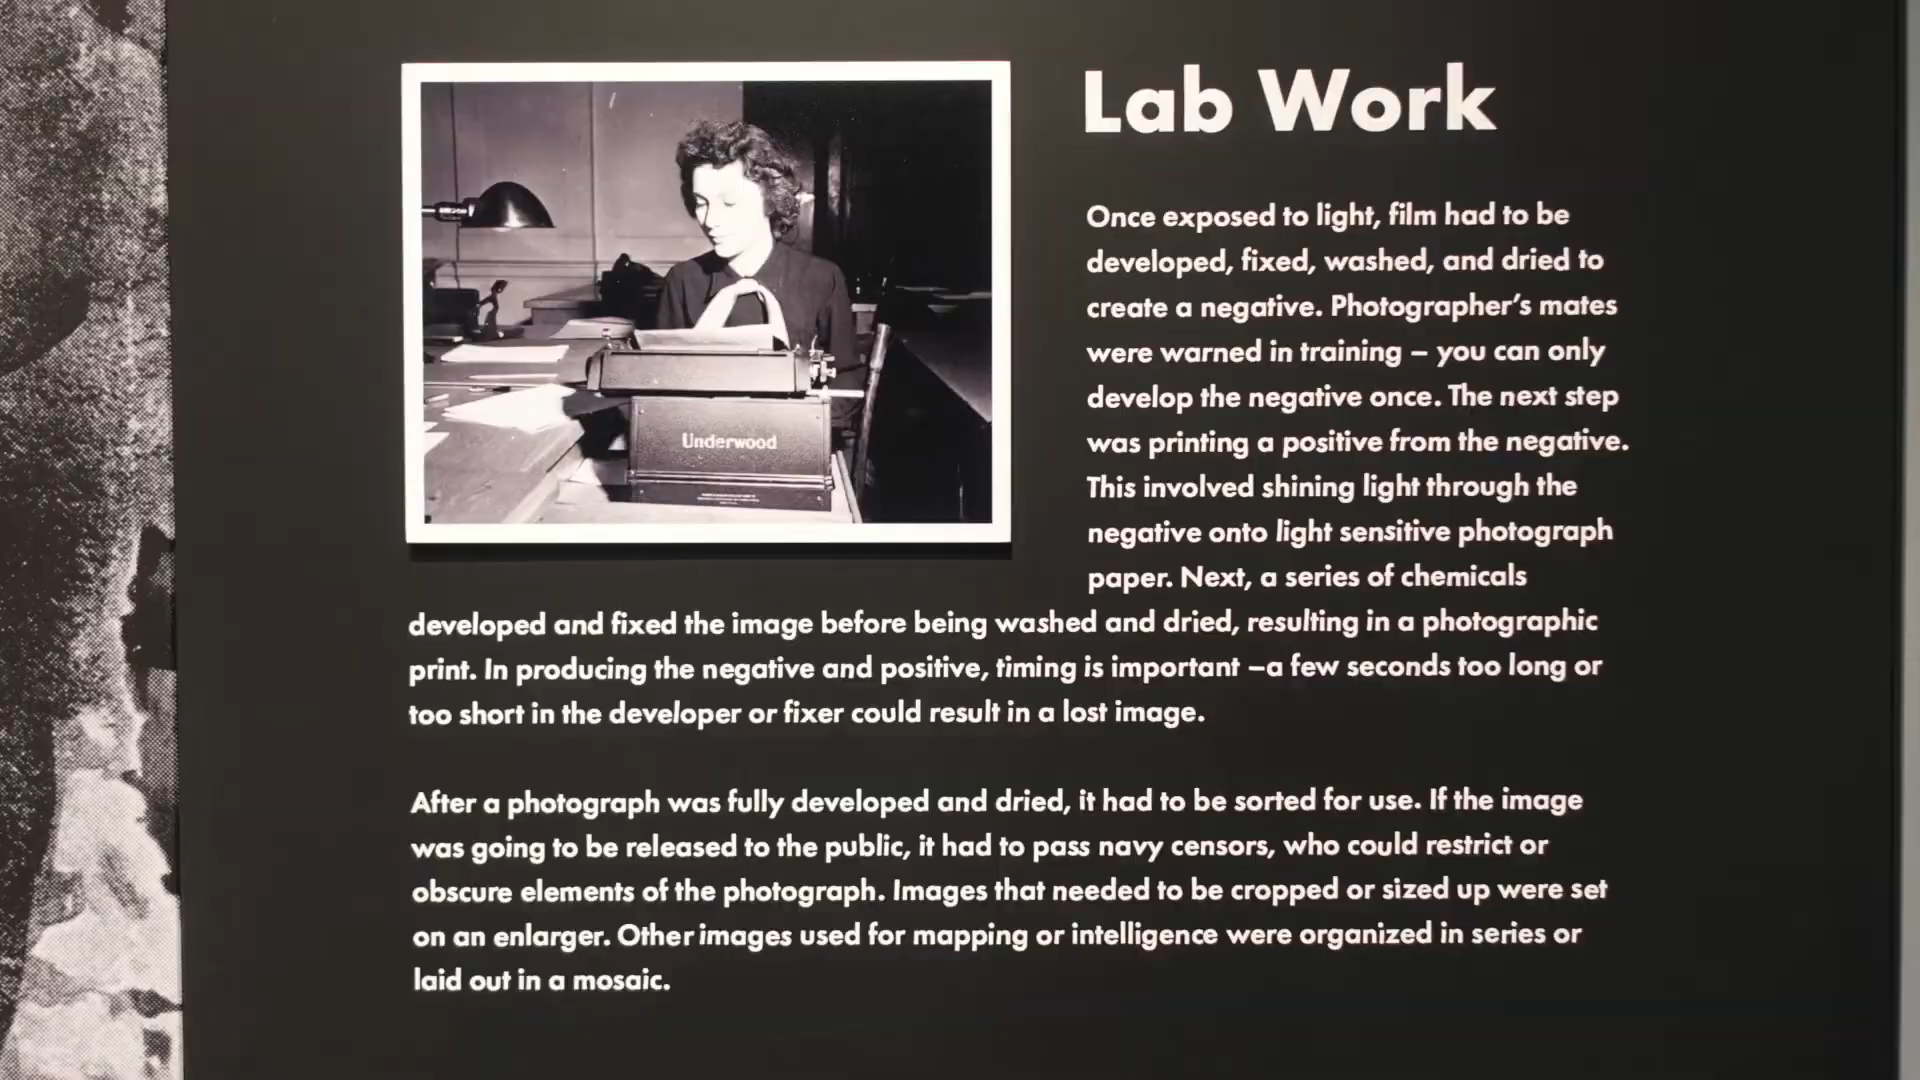 Lab Work
Underwood
Once exposed to light, film had to be
developed, fixed, washed, and dried to
create a negative. Photographer's mates
were warned in training – you can only
develop the negative once. The next step
was printing a positive from the negative.
This involved shining light through the
negative onto light sensitive photograph
paper. Next, a series of chemicals
developed and fixed the image before being washed and dried, resulting in a photographic
print. In producing the negative and positive, timing is important –a few seconds too long or
too short in the developer or fixer could result in a lost image.
After a photograph was fully developed and dried, it had to be sorted for use. If the image
was going to be released to the public, it had to pass navy censors, who could restrict or
obscure elements of the photograph. Images that needed to be cropped or sized up were set
on an enlarger. Other images used for mapping or intelligence were organized in series or
laid out in a mosaic.